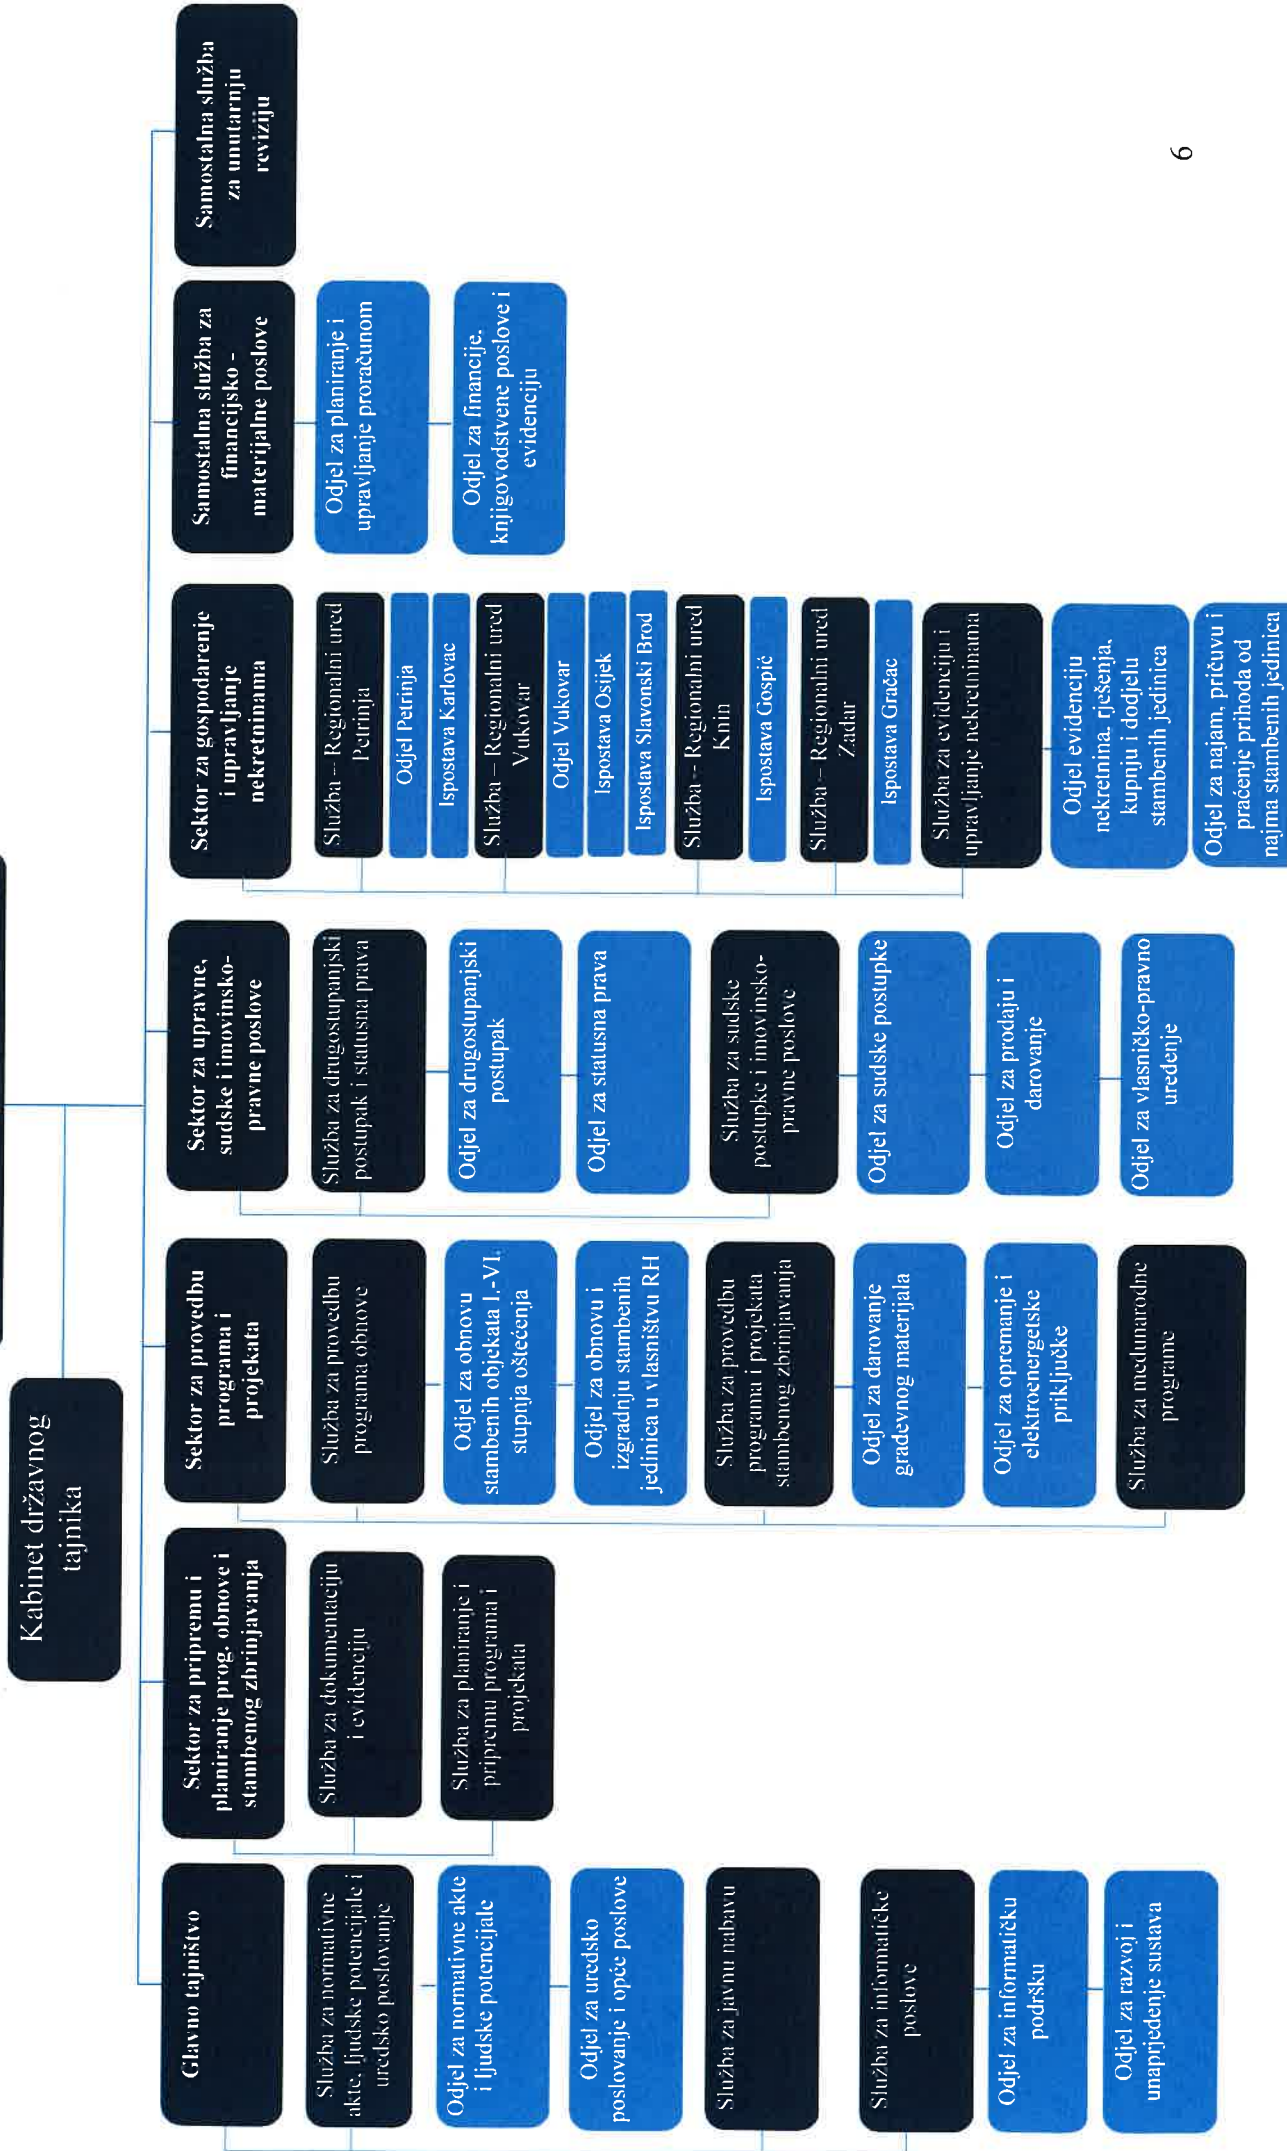 Kabinet državnog
tajnika
Glavno tajništvo
Služba za normativne
akte, ljudske potencijale i
uredsko poslovanje
Odjel za normativne akte
i ljudske potencijale
Odjel za uredsko
poslovanje i opće poslove
Služba za javnu nabavu
Služba za informatičke
poslove
Odjel za informatičku
podršku
Odjel za razvoj i
unaprjeđenje sustava
Sektor za pripremu i
planiranje prog. obnove i
stambenog zbrinjavanja
Služba za dokumentaciju
i evidenciju
Služba za planiranje i
pripremu programa i
projekata
Sektor za provedbu
programa i
projekata
Služba za provedbu
programa obnove
Odjel za obnovu
stambenih objekata I.-VI.
stupnja oštećenja
Odjel za obnovu i
izgradnju stambenih
jedinica u vlasništvu RH
Služba za provedbu
programa i projekata
stambenog zbrinjavanja
Odjel za darovanje
građevnog materijala
Odjel za opremanje i
elektroenergetske
priključke
Služba za međunarodne
programe
Sektor za upravne,
sudske i imovinsko-
pravne poslove
Služba za drugostupanjski
postupak i statusna prava
Odjel za drugostupanjski
postupak
Odjel za statusna prava
Služba za sudske
postupke i imovinsko-
pravne poslove
Odjel za sudske postupke
Odjel za prodaju i
darovanje
Odjel za vlasničko-pravno
uređenje
Sektor za gospodarenje
i upravljanje
nekretninama
Služba – Regionalni ured
Petrinja
Odjel Petrinja
Ispostava Karlovac
Služba – Regionalni ured
Vukovar
Odjel Vukovar
Ispostava Osijek
Ispostava Slavonski Brod
Služba – Regionalni ured
Knin
Ispostava Gospić
Služba – Regionalni ured
Zadar
Ispostava Gračac
Služba za evidenciju i
upravljanje nekretninama
Odjel evidenciju
nekretnina, rješenja,
kupnju i dodjelu
stambenih jedinica
Odjel za najam, pričuvu i
praćenje prihoda od
najma stambenih jedinica
Samostalna služba za
financijsko -
materijalne poslove
Odjel za planiranje i
upravljanje proračunom
Odjel za financije,
knjigovodstvene poslove i
evidenciju
Samostalna služba
za unutarnju
reviziju
6